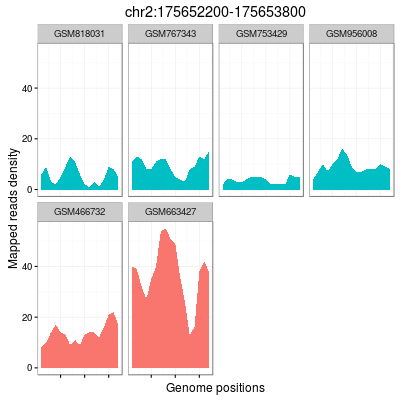 chr2:175652200-175653800
GSM818031 GSM767343 GSM753429 GSM956008
40
20
0
GSM466732 GSM663427
40
20
0
Mapped reads density
Genome positions